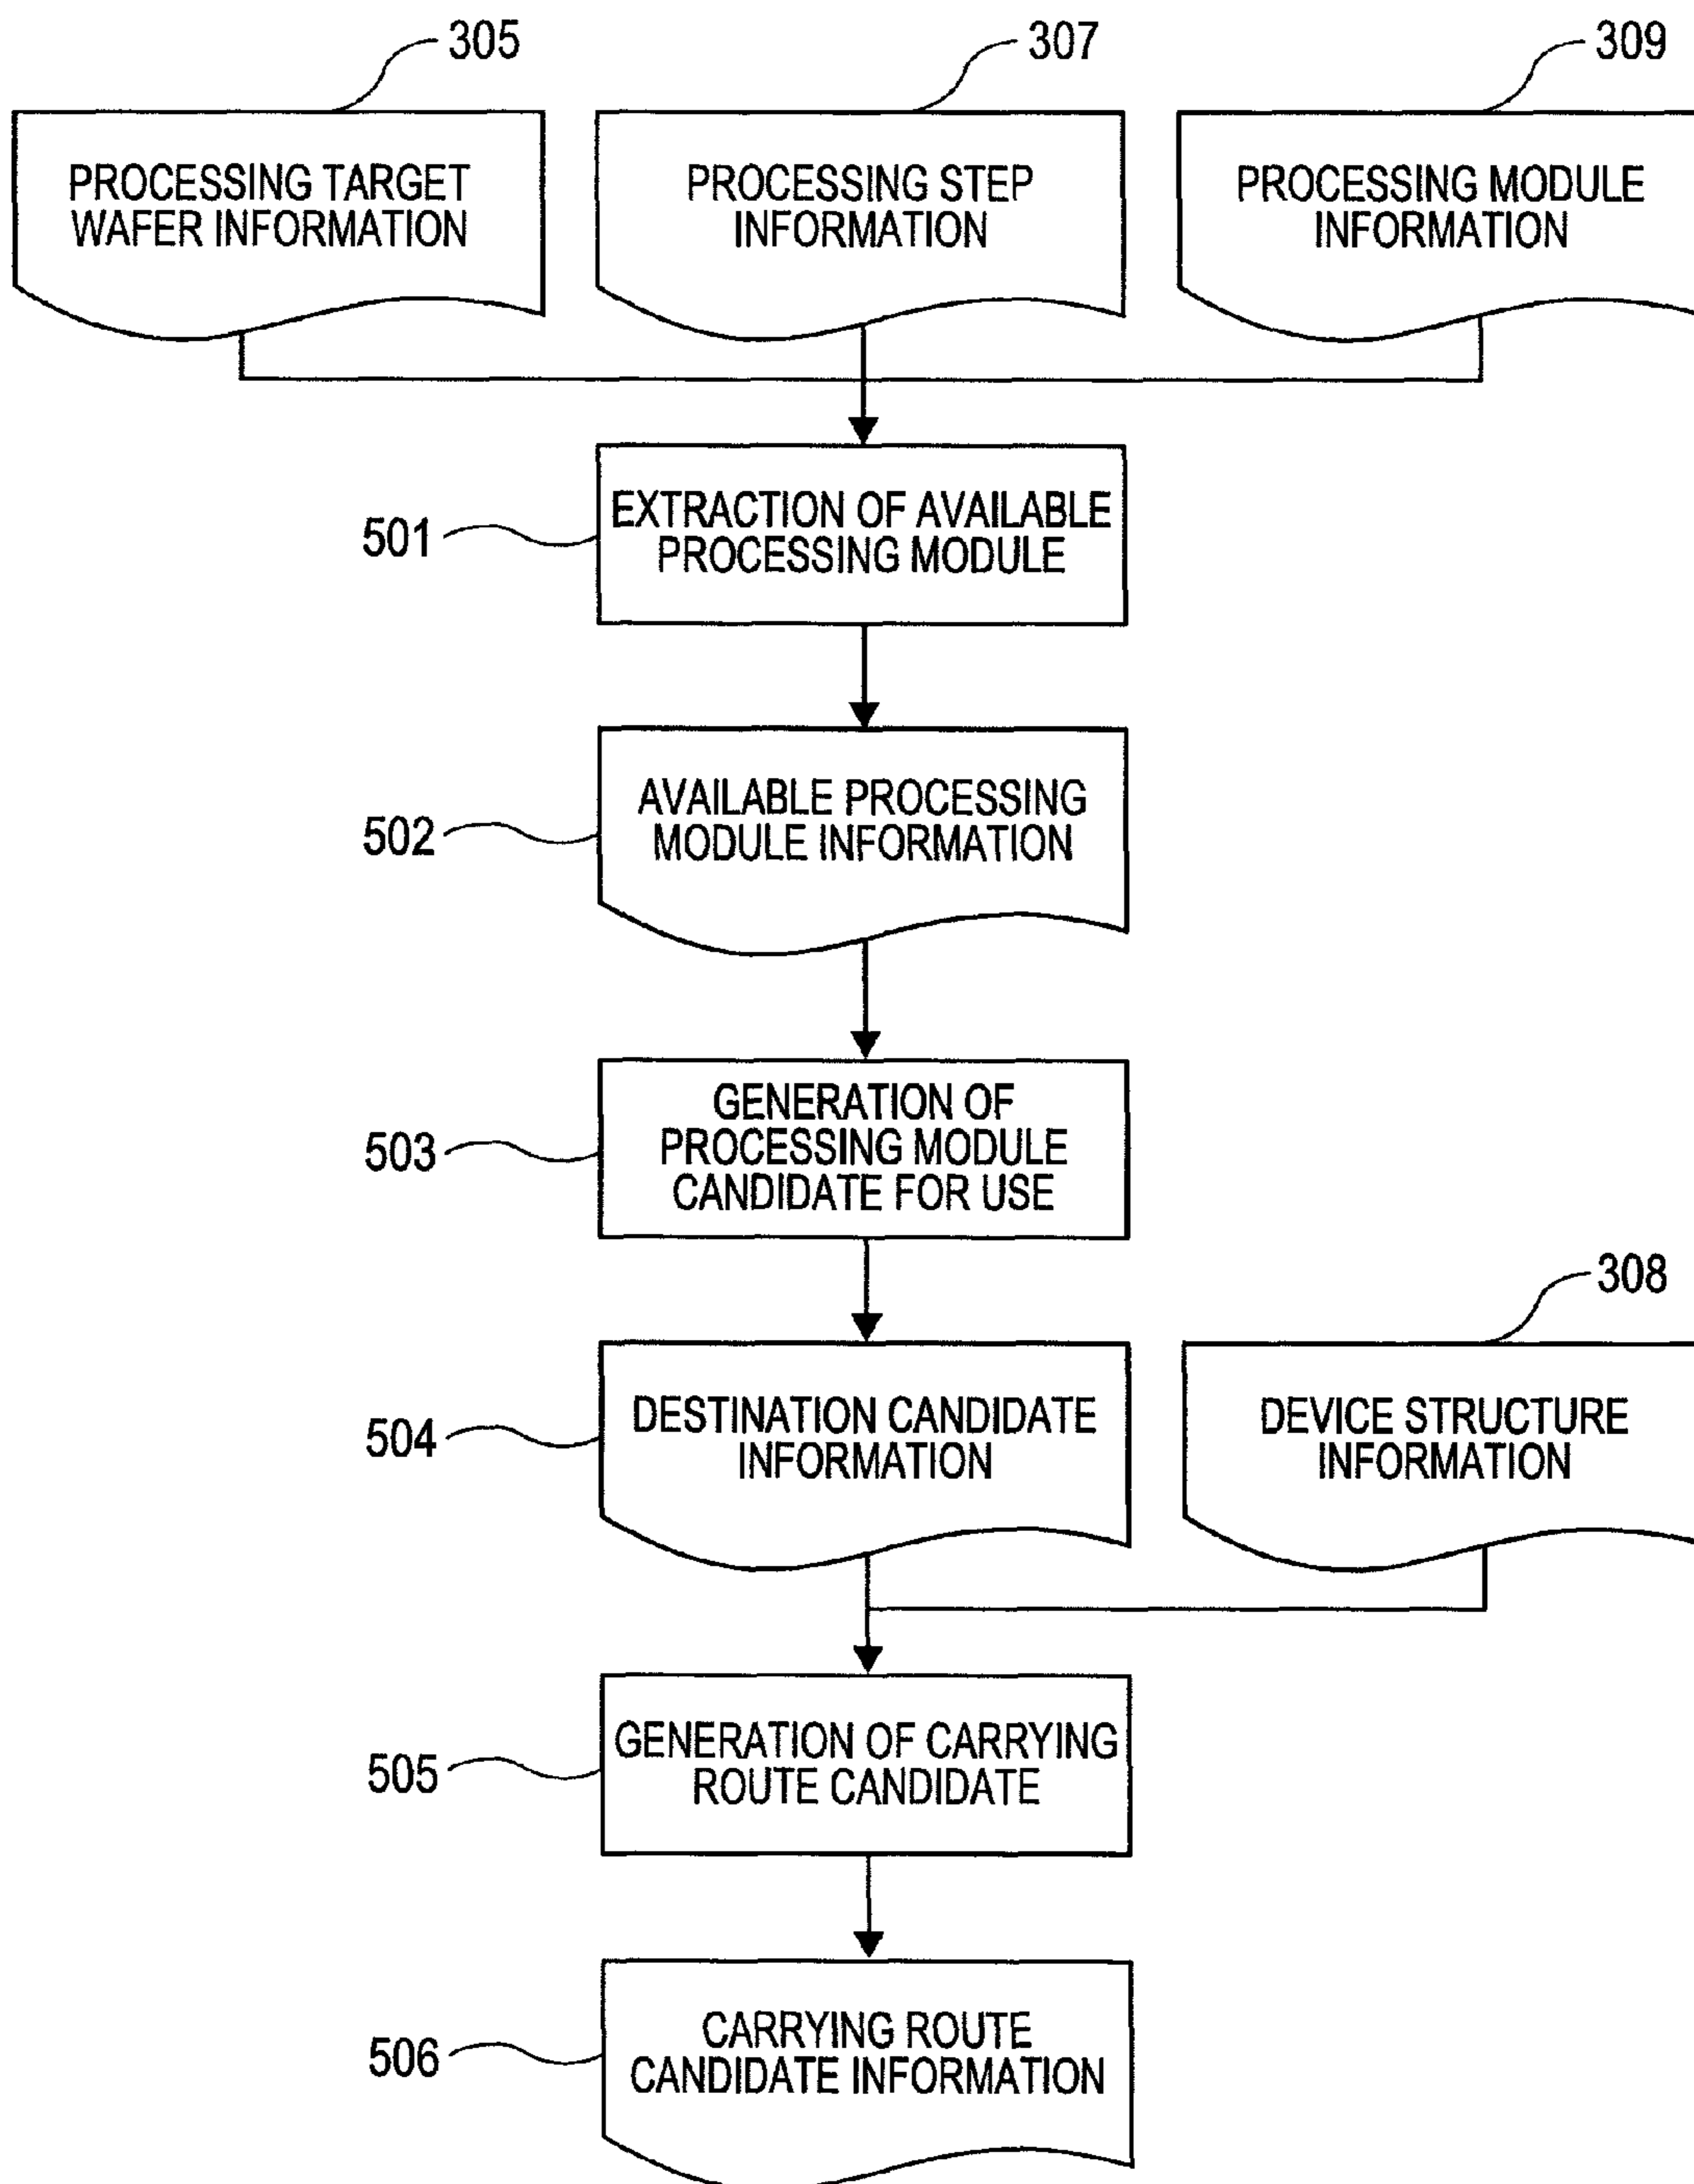 305
307
309
PROCESSING TARGET
WAFER INFORMATION
PROCESSING STEP
INFORMATION
PROCESSING MODULE
INFORMATION
501
EXTRACTION OF AVAILABLE
PROCESSING MODULE
502
AVAILABLE PROCESSING
MODULE INFORMATION
503
GENERATION OF
PROCESSING MODULE
CANDIDATE FOR USE
308
504
DESTINATION CANDIDATE
INFORMATION
DEVICE STRUCTURE
INFORMATION
505
GENERATION OF CARRYING
ROUTE CANDIDATE
506
CARRYING ROUTE
CANDIDATE INFORMATION